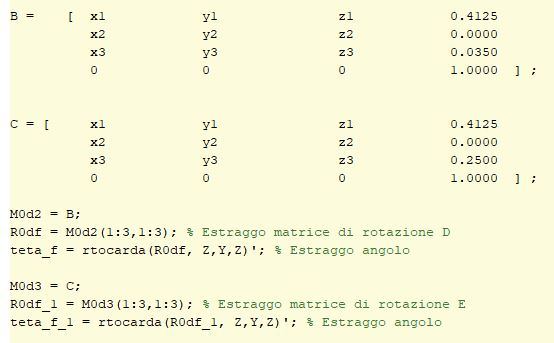 B = [ x1 y1 z1 0.4125
x2 y2 z2 0.0000
x3 y3 z3 0.0350
0 0 0 1.0000 ] ;
C = [ x1 y1 z1 0.4125
x2 y2 z2 0.0000
x3 y3 z3 0.2500
0 0 0 1.0000 ] ;
M0d2 = B;
R0df = M0d2(1:3,1:3); % Estraggo matrice di rotazione D
teta_f = rtocarda(R0df, Z,Y,Z)'; % Estraggo angolo
M0d3 = C;
R0df_1 = M0d3(1:3,1:3); % Estraggo matrice di rotazione E
teta_f_1 = rtocarda(R0df_1, Z,Y,Z)'; % Estraggo angolo